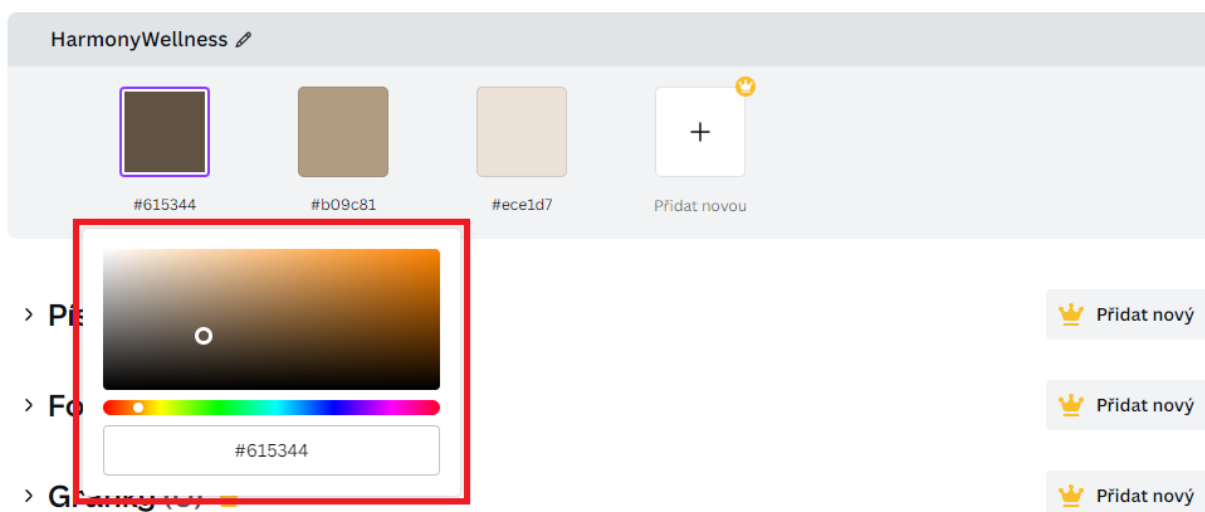 HarmonyWellness
#615344
#b09c81
#ece1d7
Přidat novou
Přidat nový
Přidat nový
#615344
Přidat nový